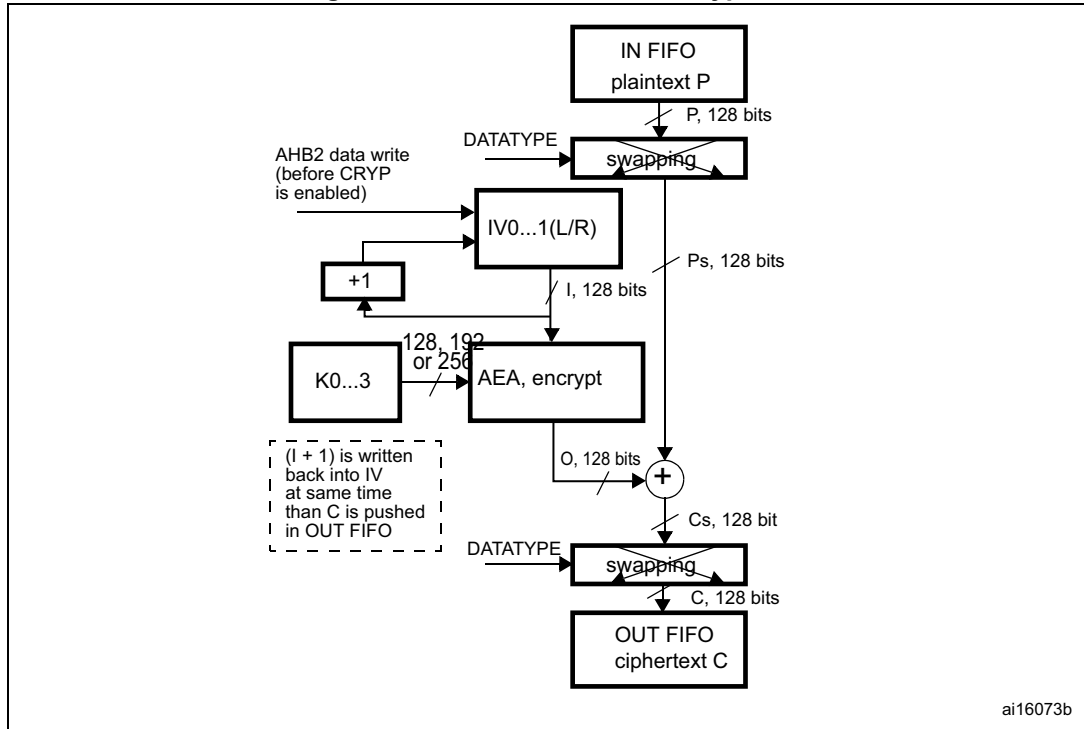 IN FIFO
plaintext P
P, 128 bits
DATATYPE
swapping
AHB2 data write
(before CRYP
is enabled)
IV0...1(L/R)
Ps, 128 bits
+1
I, 128 bits
128, 192
or 256
K0...3
AEA, encrypt
(I + 1) is written
back into IV
at same time
than C is pushed
in OUT FIFO
O, 128 bits
+
Cs, 128 bit
DATATYPE
swapping
C, 128 bits
OUT FIFO
ciphertext C
ai16073b